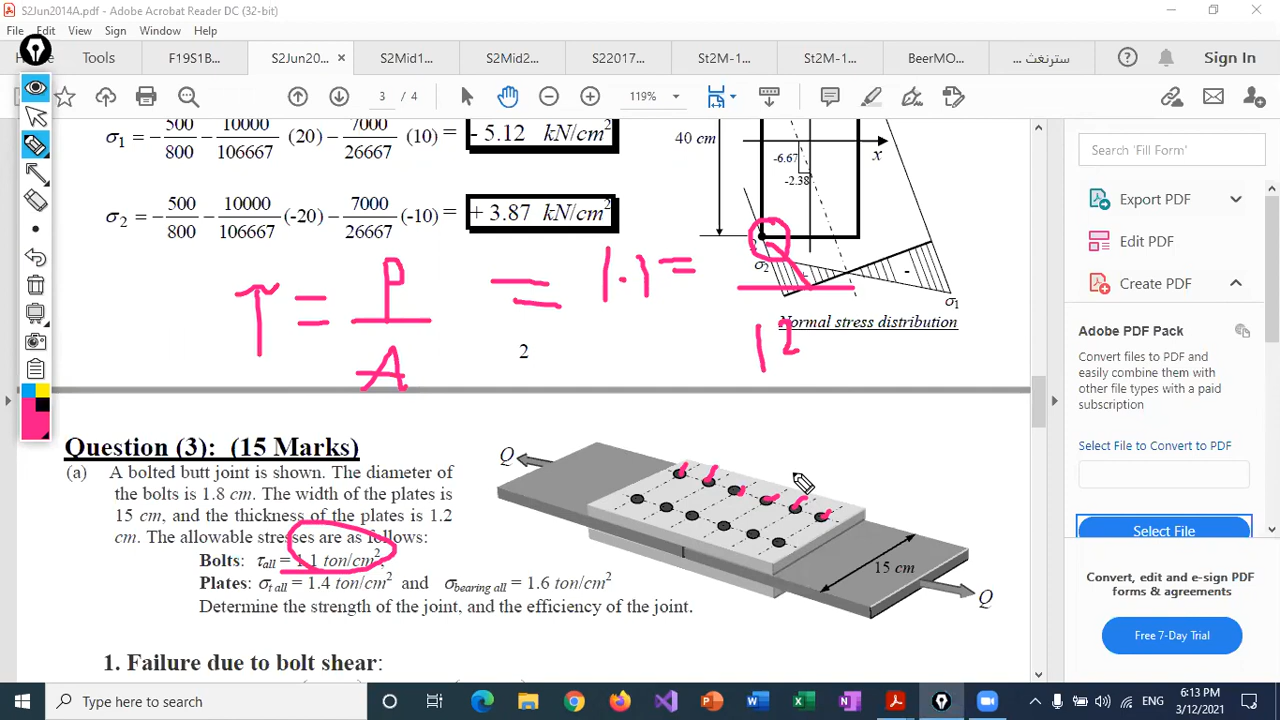 S2Jun2014A.pdf - Adobe Acrobat Reader DC (32-bit)
File Edit View Sign Window Help
Tools F19S1B... S2Jun20... × S2Mid1... S2Mid2... S22017... St2M-1... St2M-1... BeerMO... سترنغث ... Sign In
3 / 4 119%
σ1 = - 500/800 - 10000/106667 (20) - 7000/26667 (10) = - 5.12 kN/cm2
σ2 = - 500/800 - 10000/106667 (-20) - 7000/26667 (-10) = + 3.87 kN/cm2
40 cm
x
-6.67
-2.38
σ2
+
-
σ1
Normal stress distribution
τ = P/A = 1.1 =
12
2
Question (3): (15 Marks)
(a) A bolted butt joint is shown. The diameter of
the bolts is 1.8 cm. The width of the plates is
15 cm, and the thickness of the plates is 1.2
cm. The allowable stresses are as follows:
Bolts: τall = 1.1 ton/cm2,
Plates: σt all = 1.4 ton/cm2 and σbearing all = 1.6 ton/cm2
Determine the strength of the joint, and the efficiency of the joint.
Q
15 cm
Q
1. Failure due to bolt shear:
Search 'Fill Form'
Export PDF
Edit PDF
Create PDF
Adobe PDF Pack
Convert files to PDF and
easily combine them with
other file types with a paid
subscription
Select File to Convert to PDF
Select File
Convert, edit and e-sign PDF
forms & agreements
Free 7-Day Trial
Type here to search
ENG
6:13 PM
3/12/2021